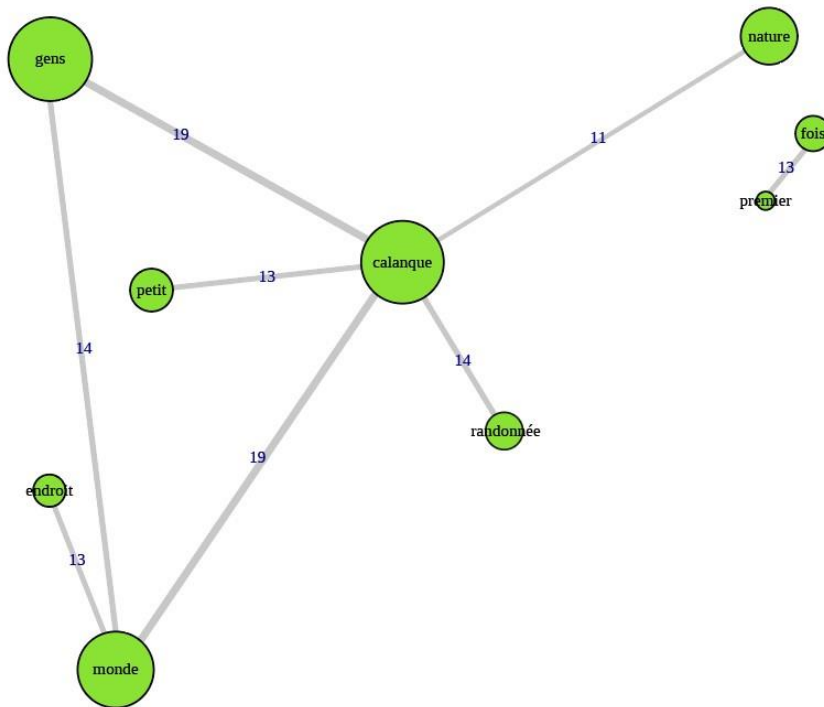 nature
gens
fois
19
11
13
premier
calanque
13
petit
14
14
randonnée
19
endroit
13
monde